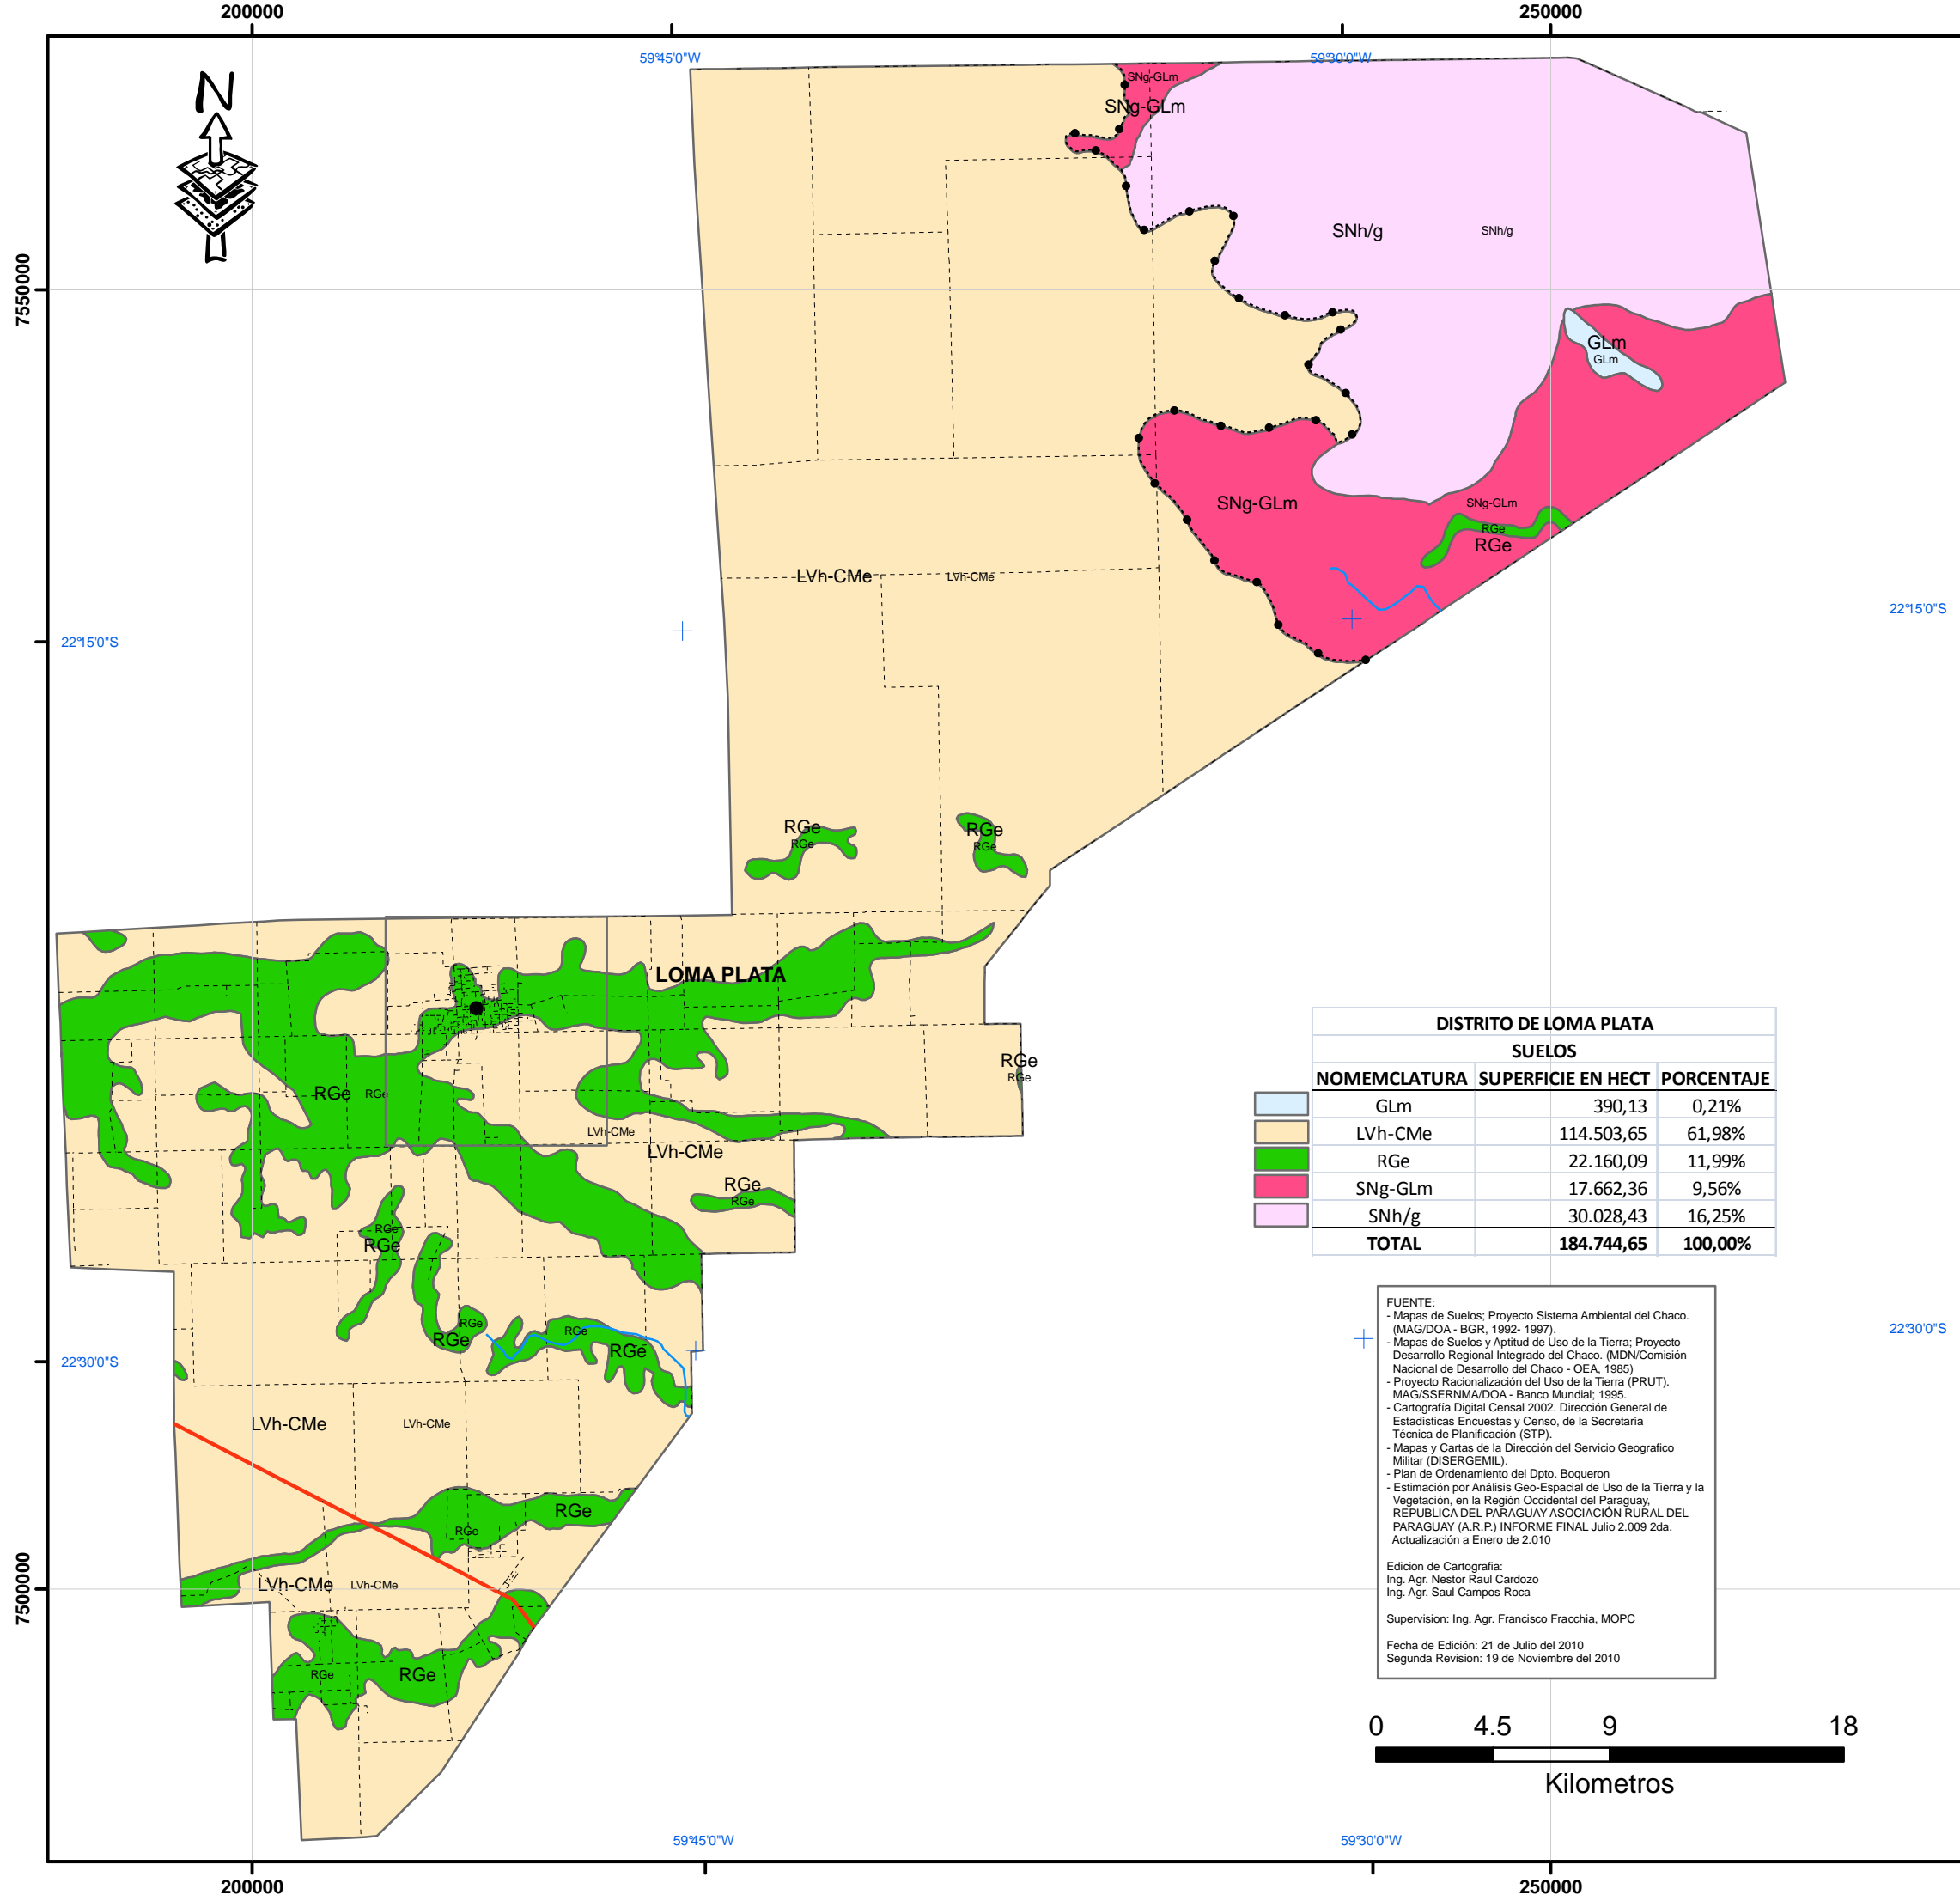 200000
250000
59°45'0"W
59°30'0"W
N
SNg-GLm
SNg-GLm
SNh/g
SNh/g
7550000
GLm
GLm
SNg-GLm
SNg-GLm
RGe
RGe
LVh-CMe
LVh-CMe
22°15'0"S
22°15'0"S
RGe
RGe
RGe
RGe
LOMA PLATA
RGe
RGe
RGe
RGe
LVh-CMe
LVh-CMe
RGe
RGe
RGe
RGe
RGe
RGe
RGe
RGe
22°30'0"S
22°30'0"S
LVh-CMe
LVh-CMe
RGe
RGe
LVh-CMe
LVh-CMe
7500000
RGe
RGe
DISTRITO DE LOMA PLATA
SUELOS
NOMEMCLATURA SUPERFICIE EN HECT PORCENTAJE
GLm 390,13 0,21%
LVh-CMe 114.503,65 61,98%
RGe 22.160,09 11,99%
SNg-GLm 17.662,36 9,56%
SNh/g 30.028,43 16,25%
TOTAL 184.744,65 100,00%
FUENTE:
- Mapas de Suelos; Proyecto Sistema Ambiental del Chaco.
(MAG/DOA - BGR, 1992- 1997).
- Mapas de Suelos y Aptitud de Uso de la Tierra; Proyecto
Desarrollo Regional Integrado del Chaco. (MDN/Comisión
Nacional de Desarrollo del Chaco - OEA, 1985)
- Proyecto Racionalización del Uso de la Tierra (PRUT).
MAG/SSERNMA/DOA - Banco Mundial; 1995.
- Cartografía Digital Censal 2002. Dirección General de
Estadísticas Encuestas y Censo, de la Secretaría
Técnica de Planificación (STP).
- Mapas y Cartas de la Dirección del Servicio Geografico
Militar (DISERGEMIL).
- Plan de Ordenamiento del Dpto. Boqueron
- Estimación por Análisis Geo-Espacial de Uso de la Tierra y la
Vegetación, en la Región Occidental del Paraguay,
REPUBLICA DEL PARAGUAY ASOCIACIÓN RURAL DEL
PARAGUAY (A.R.P.) INFORME FINAL Julio 2.009 2da.
Actualización a Enero de 2.010
Edicion de Cartografia:
Ing. Agr. Nestor Raul Cardozo
Ing. Agr. Saul Campos Roca
Supervision: Ing. Agr. Francisco Fracchia, MOPC
Fecha de Edición: 21 de Julio del 2010
Segunda Revision: 19 de Noviembre del 2010
0 4.5 9 18
Kilometros
59°45'0"W
59°30'0"W
200000
250000